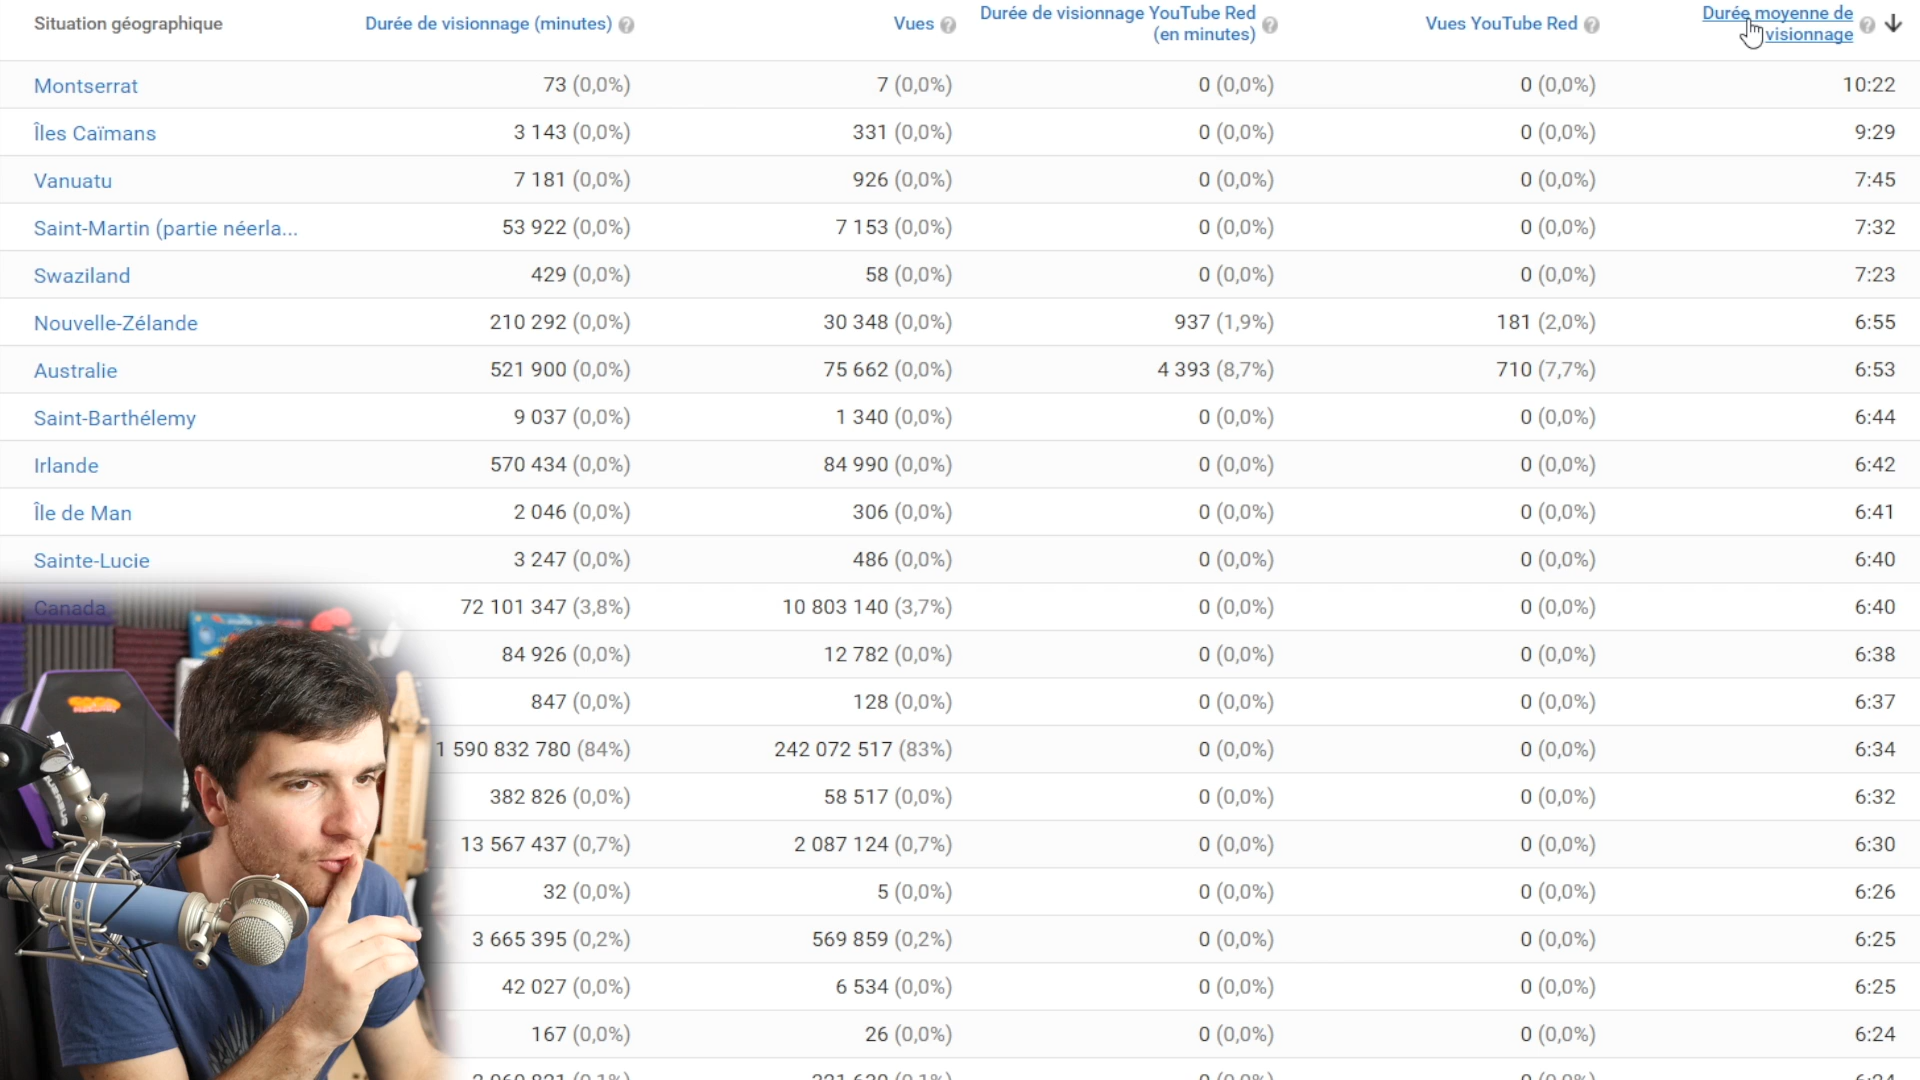 Situation géographique Durée de visionnage (minutes) Vues Durée de visionnage YouTube Red (en minutes) Vues YouTube Red Durée moyenne de visionnage
Montserrat 73 (0,0%) 7 (0,0%) 0 (0,0%) 0 (0,0%) 10:22
Îles Caïmans 3 143 (0,0%) 331 (0,0%) 0 (0,0%) 0 (0,0%) 9:29
Vanuatu 7 181 (0,0%) 926 (0,0%) 0 (0,0%) 0 (0,0%) 7:45
Saint-Martin (partie néerla... 53 922 (0,0%) 7 153 (0,0%) 0 (0,0%) 0 (0,0%) 7:32
Swaziland 429 (0,0%) 58 (0,0%) 0 (0,0%) 0 (0,0%) 7:23
Nouvelle-Zélande 210 292 (0,0%) 30 348 (0,0%) 937 (1,9%) 181 (2,0%) 6:55
Australie 521 900 (0,0%) 75 662 (0,0%) 4 393 (8,7%) 710 (7,7%) 6:53
Saint-Barthélemy 9 037 (0,0%) 1 340 (0,0%) 0 (0,0%) 0 (0,0%) 6:44
Irlande 570 434 (0,0%) 84 990 (0,0%) 0 (0,0%) 0 (0,0%) 6:42
Île de Man 2 046 (0,0%) 306 (0,0%) 0 (0,0%) 0 (0,0%) 6:41
Sainte-Lucie 3 247 (0,0%) 486 (0,0%) 0 (0,0%) 0 (0,0%) 6:40
Canada 72 101 347 (3,8%) 10 803 140 (3,7%) 0 (0,0%) 0 (0,0%) 6:40
84 926 (0,0%) 12 782 (0,0%) 0 (0,0%) 0 (0,0%) 6:38
847 (0,0%) 128 (0,0%) 0 (0,0%) 0 (0,0%) 6:37
1 590 832 780 (84%) 242 072 517 (83%) 0 (0,0%) 0 (0,0%) 6:34
382 826 (0,0%) 58 517 (0,0%) 0 (0,0%) 0 (0,0%) 6:32
13 567 437 (0,7%) 2 087 124 (0,7%) 0 (0,0%) 0 (0,0%) 6:30
32 (0,0%) 5 (0,0%) 0 (0,0%) 0 (0,0%) 6:26
3 665 395 (0,2%) 569 859 (0,2%) 0 (0,0%) 0 (0,0%) 6:25
42 027 (0,0%) 6 534 (0,0%) 0 (0,0%) 0 (0,0%) 6:25
167 (0,0%) 26 (0,0%) 0 (0,0%) 0 (0,0%) 6:24